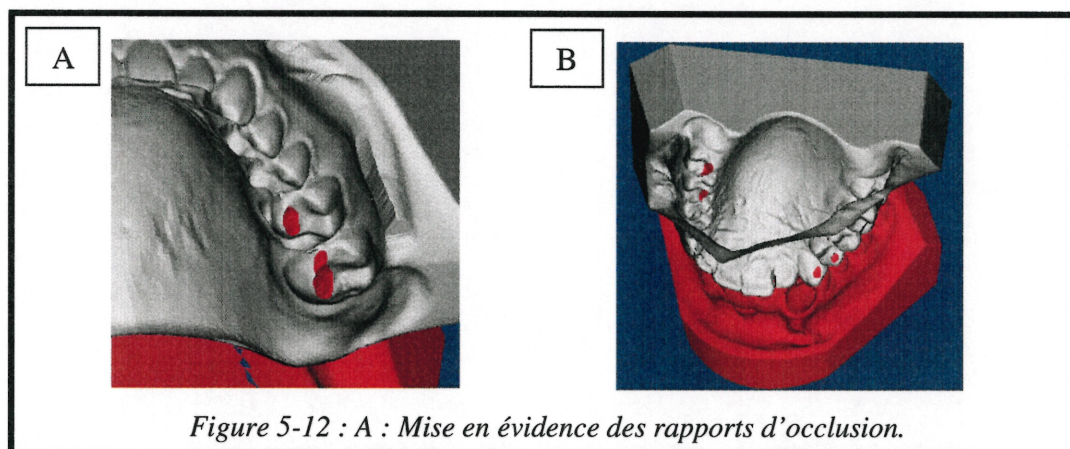 A
B
Figure 5-12 : A : Mise en évidence des rapports d'occlusion.